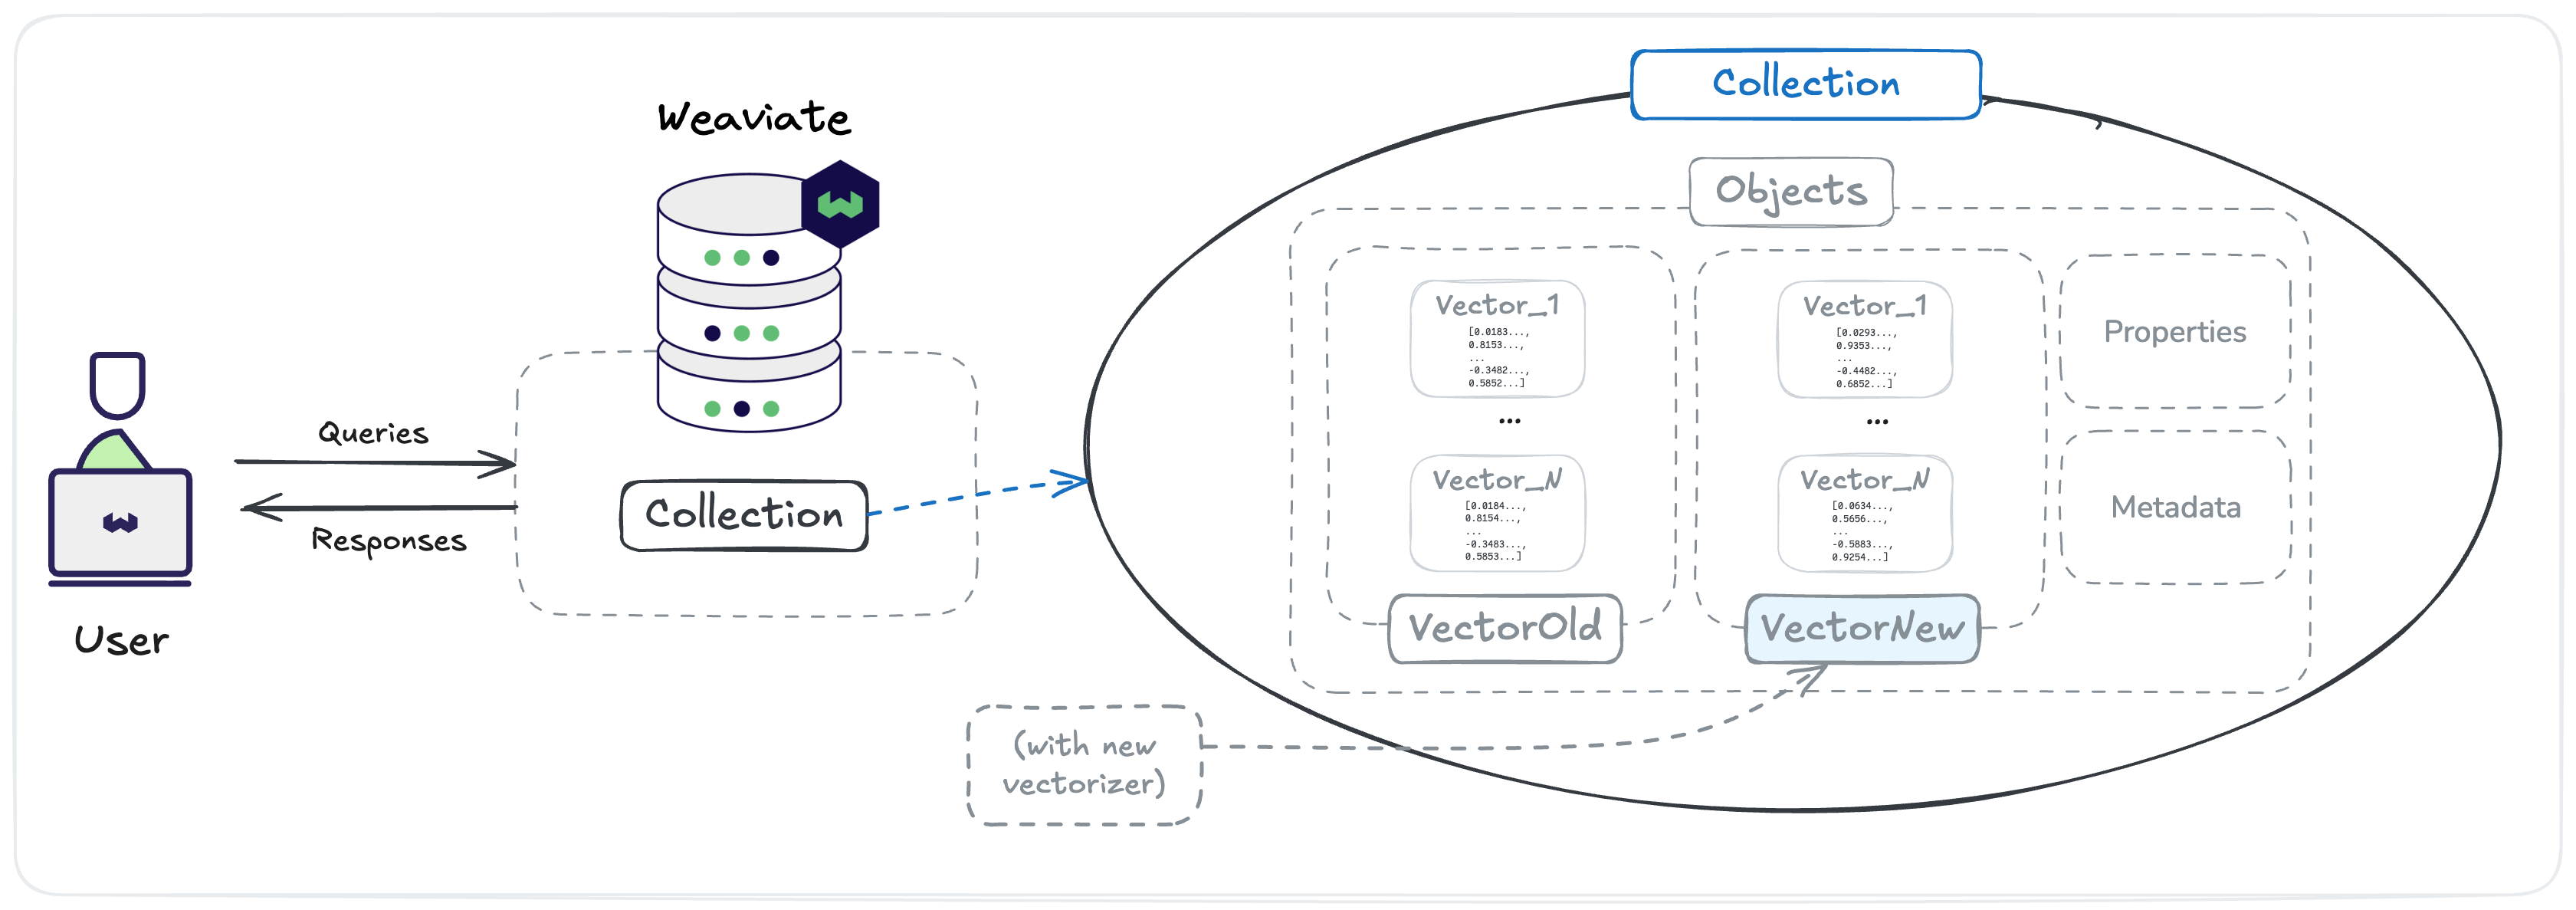 Weaviate
Queries
Responses
User
Collection
Collection
Objects
Vector_1
[0.0183...,
0.8153...,
...
-0.3482...,
0.5852...]
...
Vector_N
[0.0184...,
0.8154...,
...
-0.3483...,
0.5853...]
VectorOld
Vector_1
[0.0293...,
0.9353...,
...
-0.4482...,
0.6852...]
...
Vector_N
[0.0634...,
0.5656...,
...
-0.5883...,
0.9254...]
VectorNew
Properties
Metadata
(with new
vectorizer)